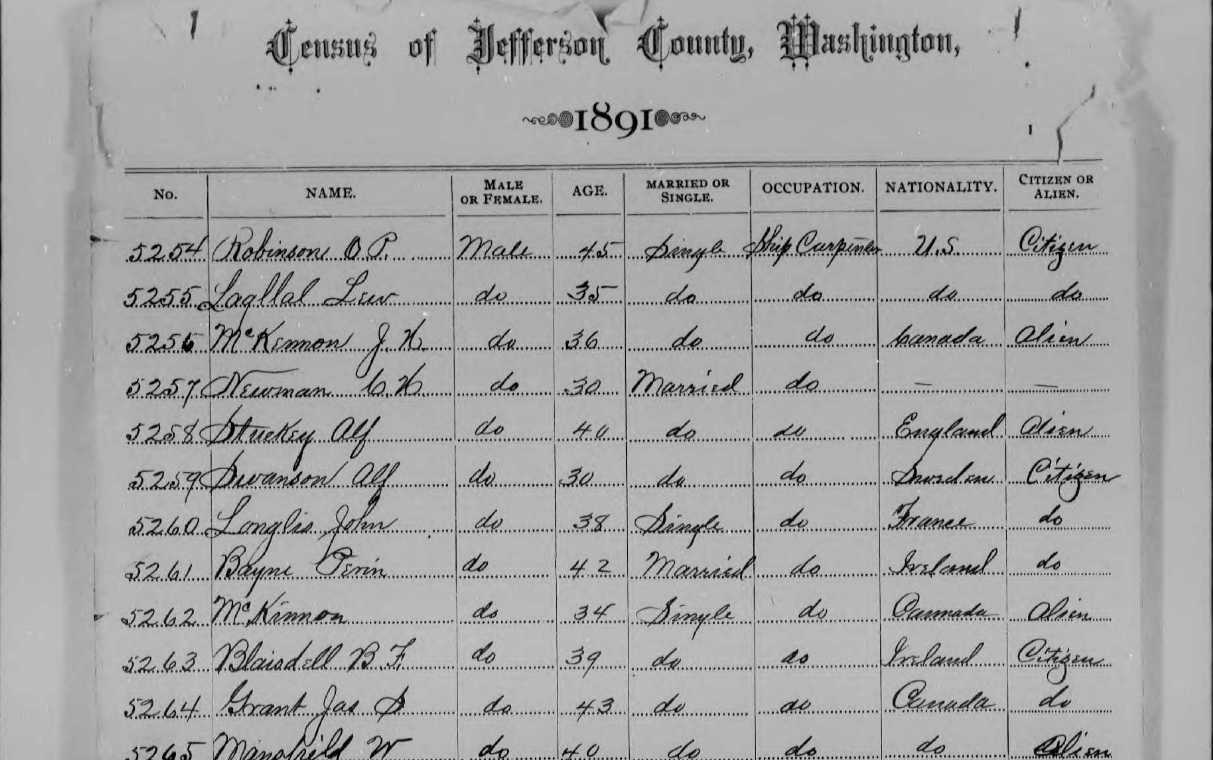 Census of Jefferson County, Washington,
1891
No. NAME. MALE OR FEMALE. AGE. MARRIED OR SINGLE. OCCUPATION. NATIONALITY. CITIZEN OR ALIEN.
5254 Robinson O P. Male 45 Single Ship Carpenter U.S. Citizen
5255 Lew do 35 do do do do
5256 McKennon J. H. do 36 do do Canada Alien
5257 Newman C. H. do 30 Married do — —
5258 Stuckey Alf do 40 do do England Alien
5259 Swanson Alf do 30 do do Sweden Citizen
5260 John do 38 Single do France do
5261 Bayne do 42 Married do Ireland do
5262 McKinnon do 34 Single do Cannada Alien
5263 Blaisdell B. F. do 39 do do Ireland Citizen
5264 Grant Jas S do 43 do do Canada do
5265 Mansfield W do 40 do do do Alien